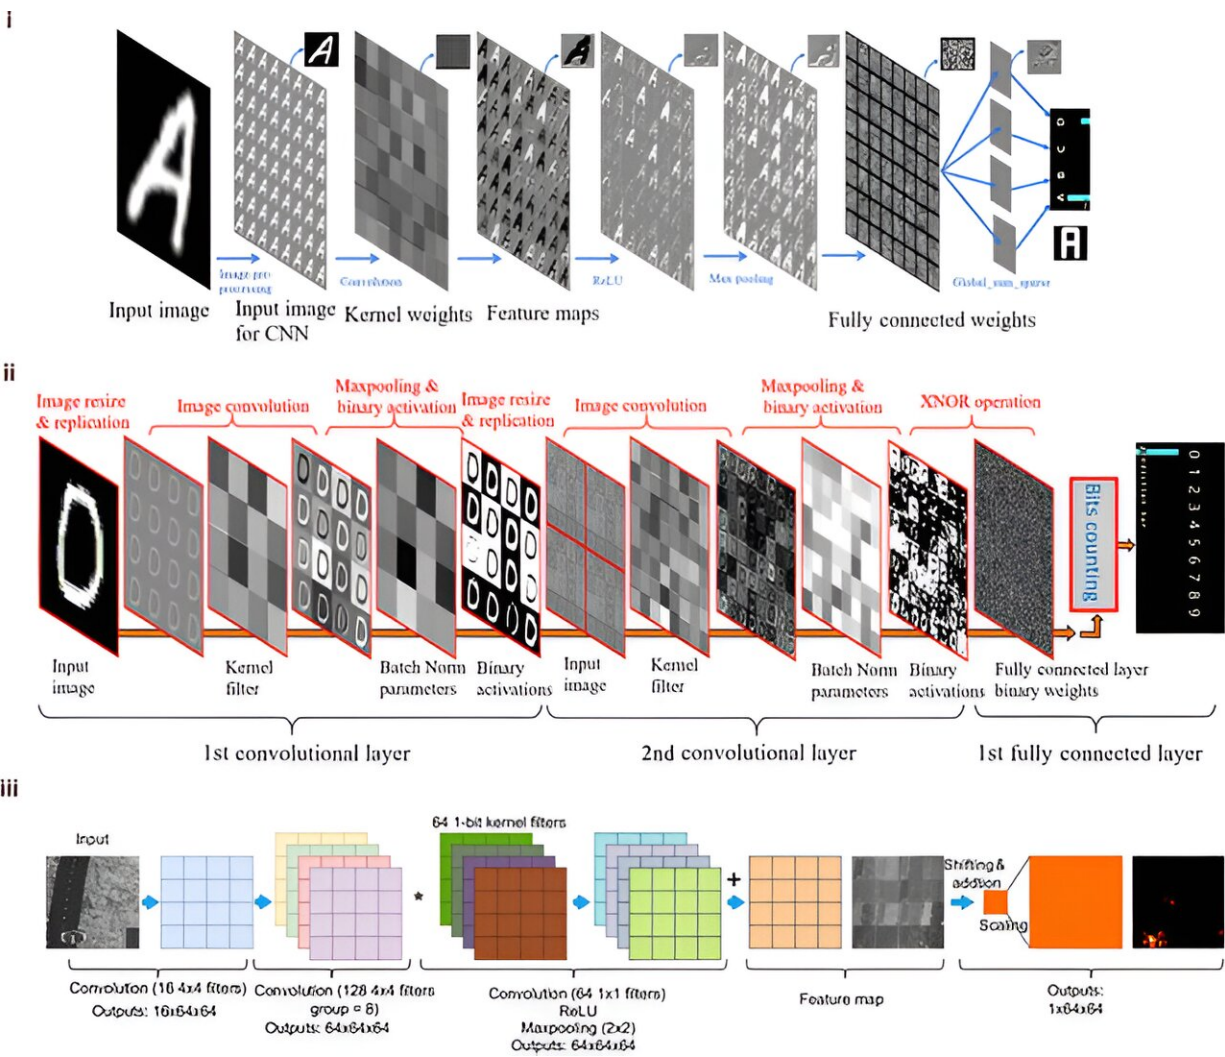 i
Image pre
processing
Convolution
ReLU
Max pooling
Input image
Input image
for CNN
Kernel weights
Feature maps
Fully connected weights
ii
Image resize
& replication
Image convolution
Maxpooling &
binary activation
Image resize
& replication
Image convolution
Maxpooling &
binary activation
XNOR operation
Bits counting
0 1 2 3 4 5 6 7 8 9
Input
image
Kernel
filter
Batch Norm
parameters
Binary
activations
Input
image
Kernel
filter
Batch Norm
parameters
Binary
activations
Fully connected layer
binary weights
1st convolutional layer
2nd convolutional layer
1st fully connected layer
iii
Input
64 1-bit kernel filters
*
+
Shifting &
addition
Scaling
Convolution (16 4x4 filters)
Outputs: 16x64x64
Convolution (128 4x4 filters
group = 8)
Outputs: 64x64x64
Convolution (64 1x1 filters)
ReLU
Maxpooling (2x2)
Outputs: 64x64x64
Feature map
Outputs:
1x64x64